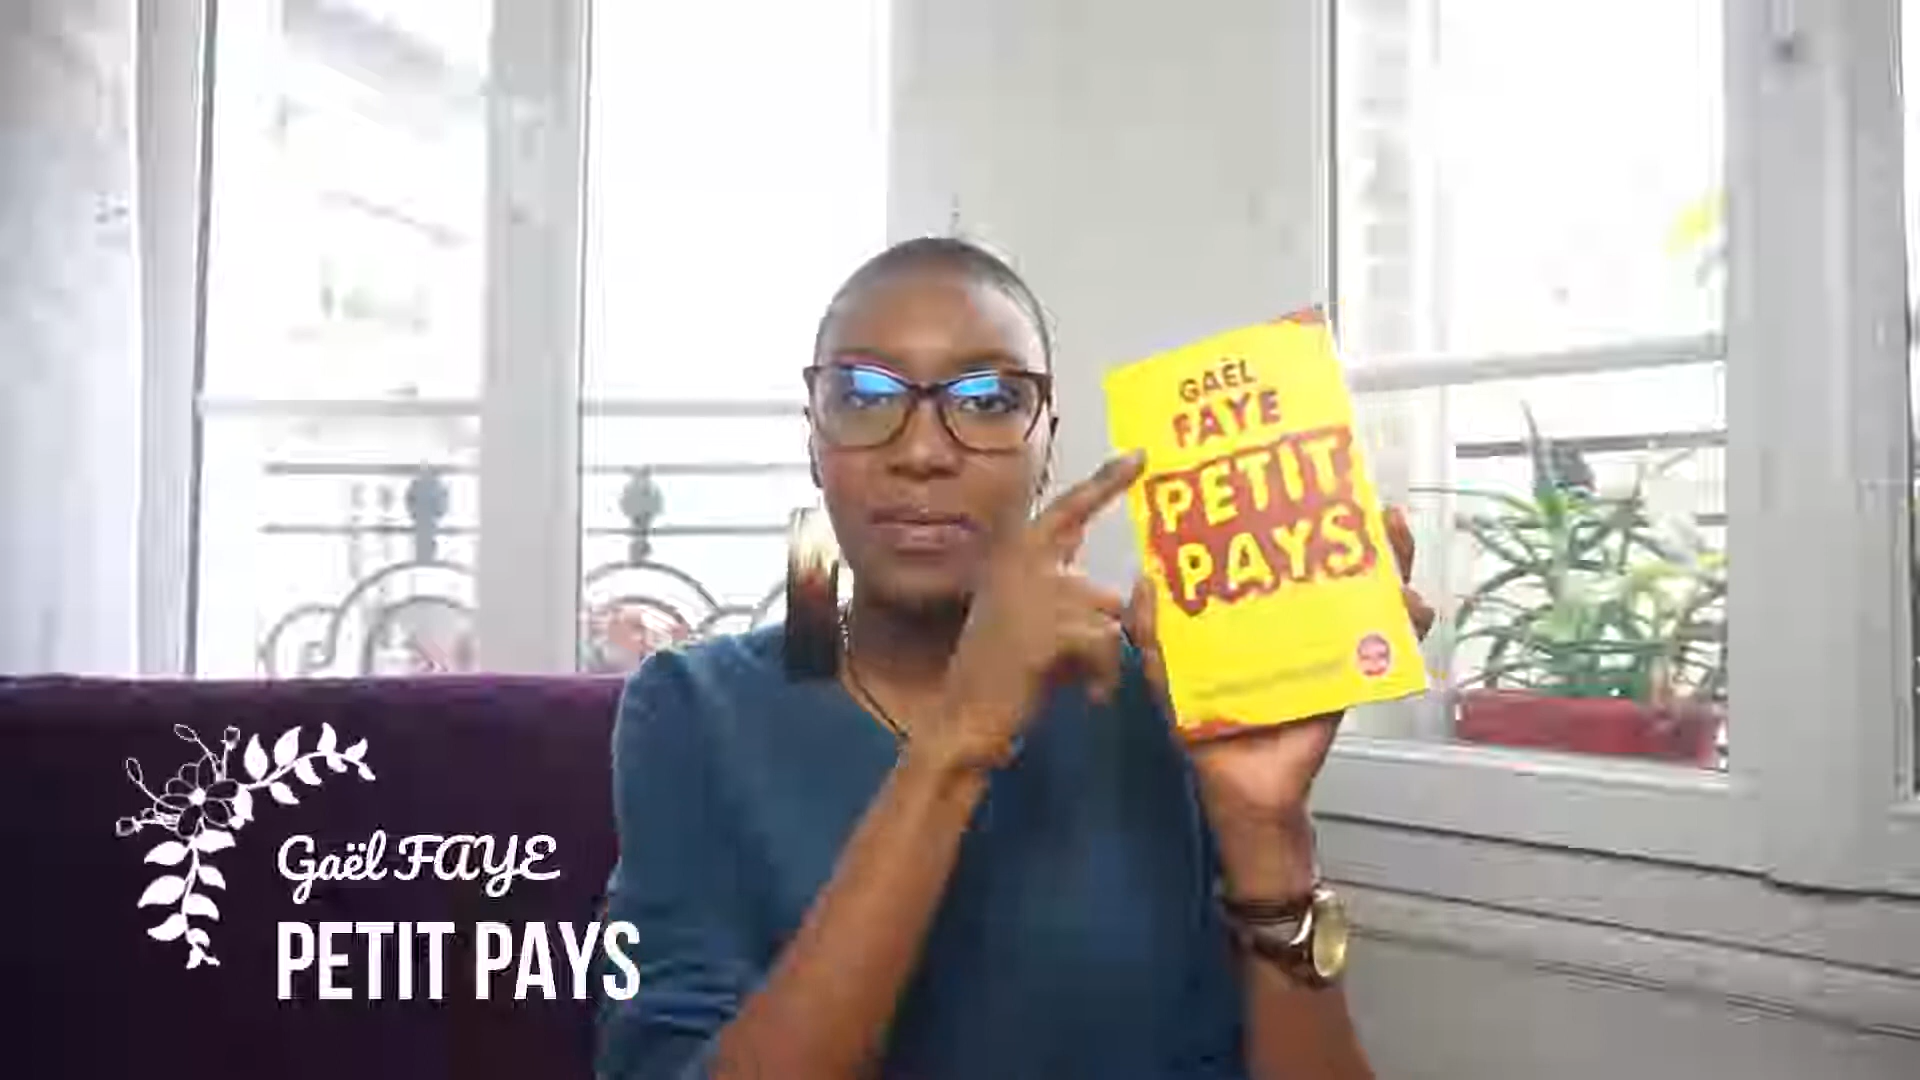 GAËL
FAYE
PETIT
PAYS
Gaël FAYE
PETIT PAYS